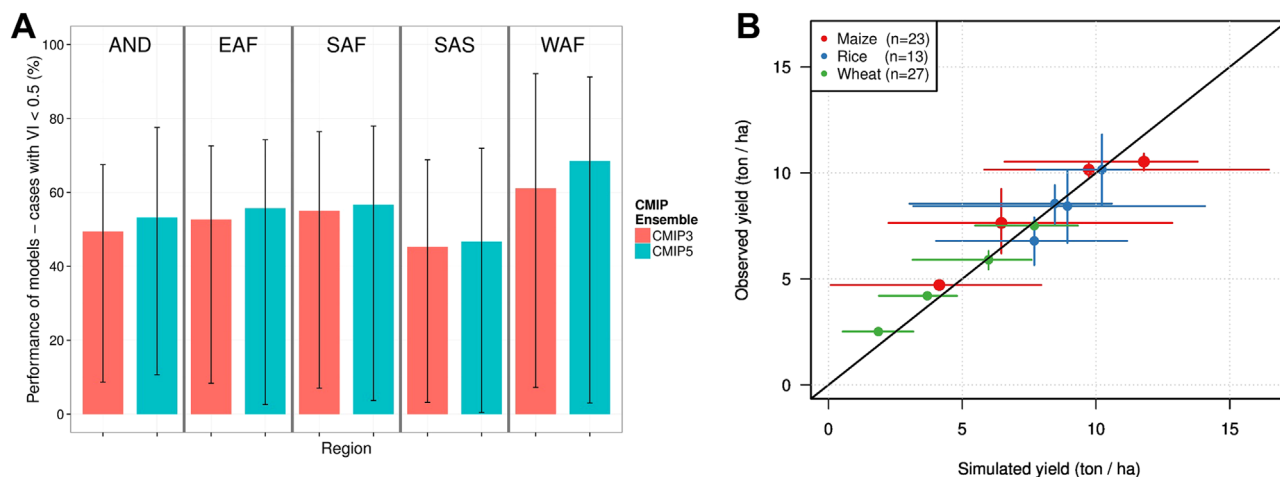 A
AND EAF SAF SAS WAF
Performance of models – cases with VI < 0.5 (%)
100
80
60
40
20
0
Region
CMIP
Ensemble
CMIP3
CMIP5
B
Maize (n=23)
Rice (n=13)
Wheat (n=27)
Observed yield (ton / ha)
15
10
5
0
0 5 10 15
Simulated yield (ton / ha)